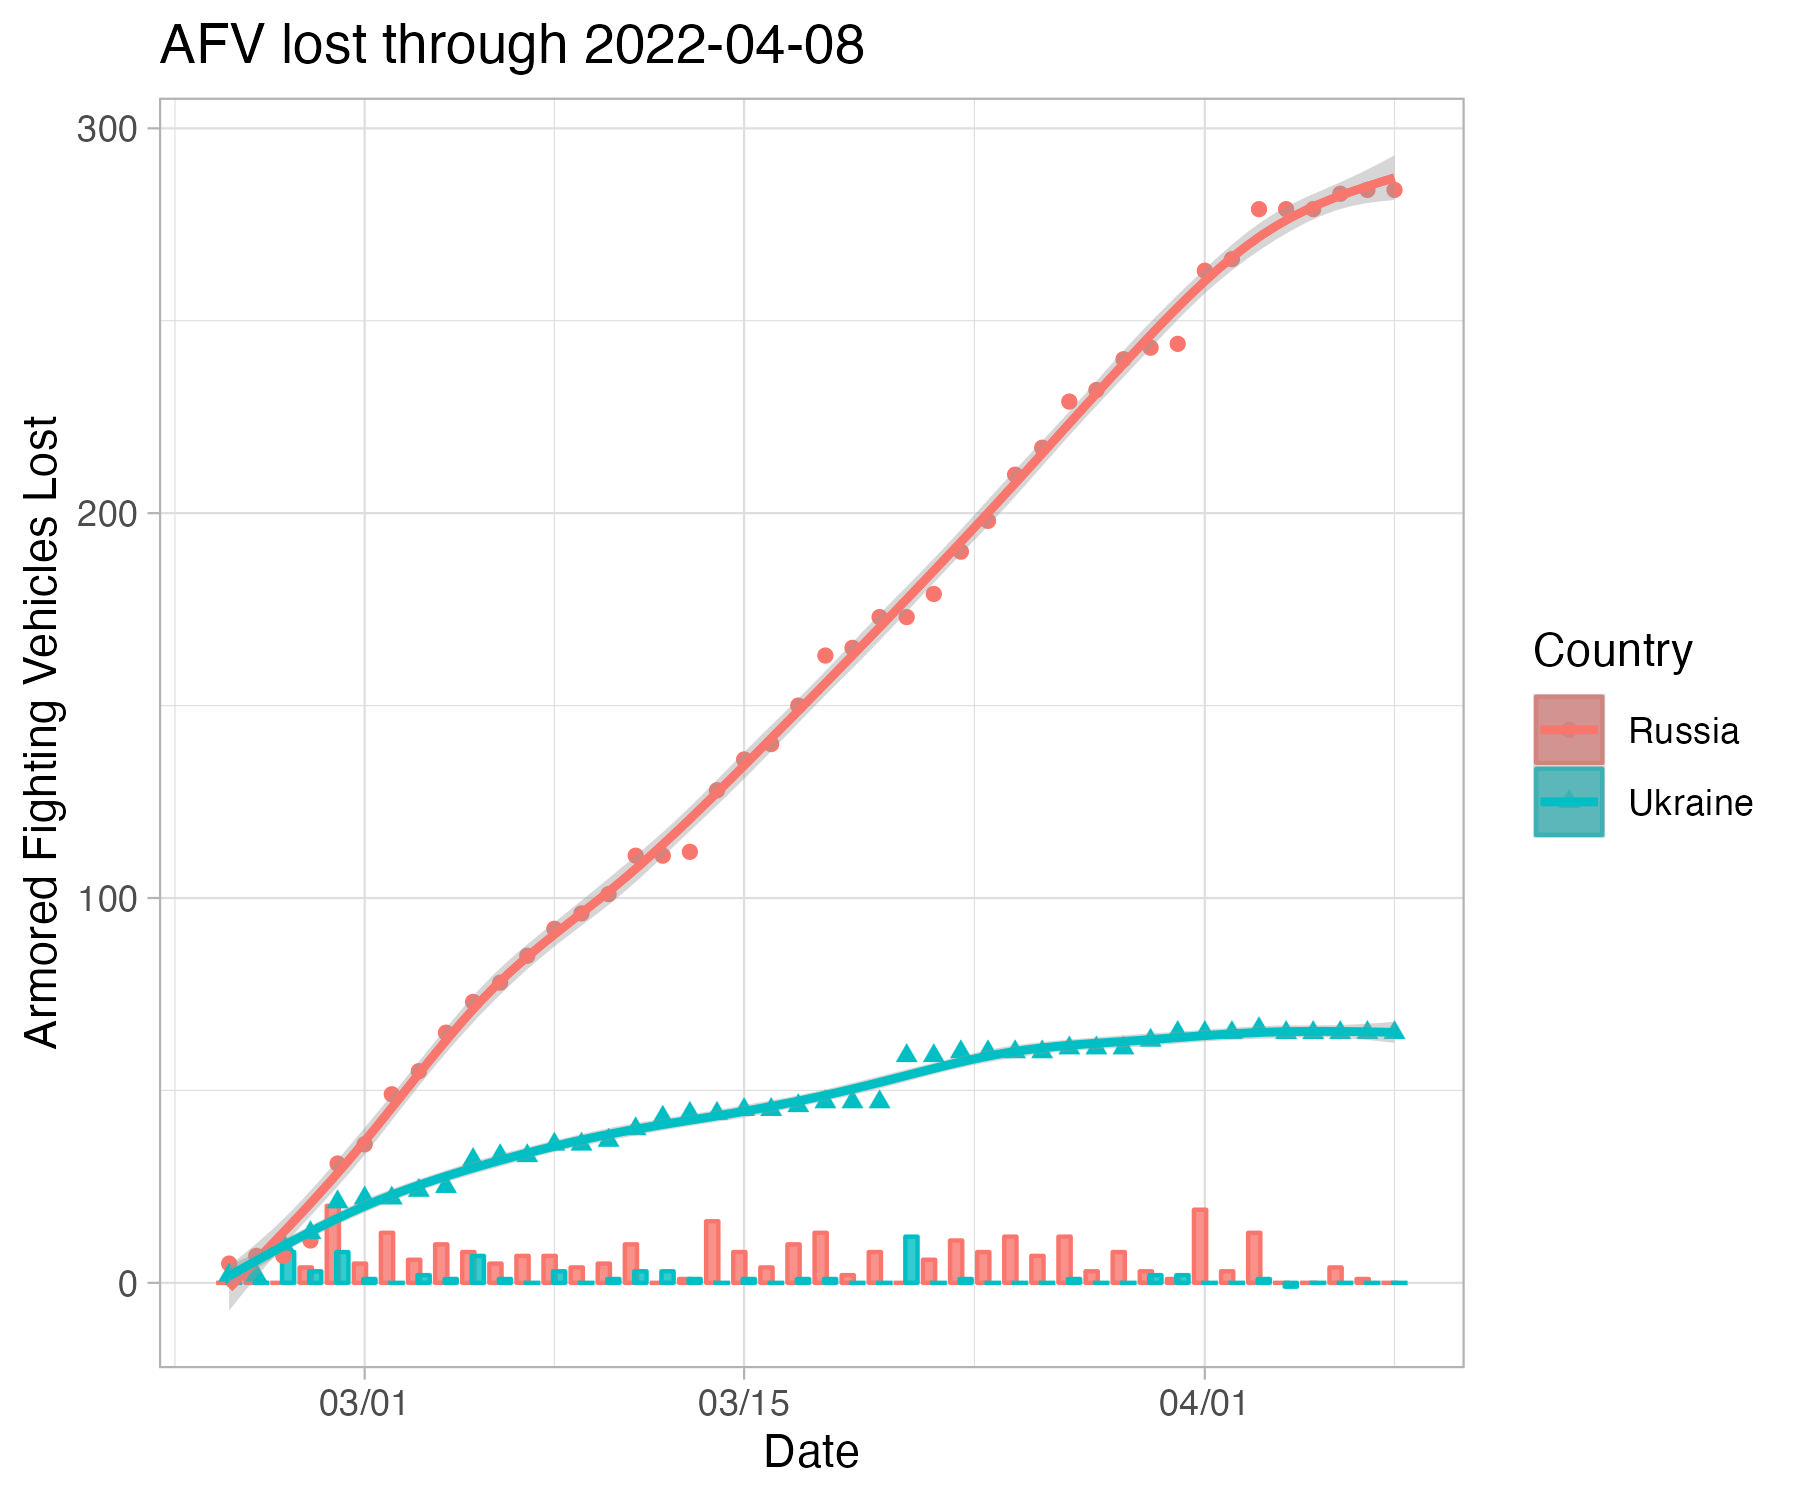 AFV lost through 2022-04-08
Armored Fighting Vehicles Lost
300
200
100
0
03/01
03/15
04/01
Date
Country
Russia
Ukraine